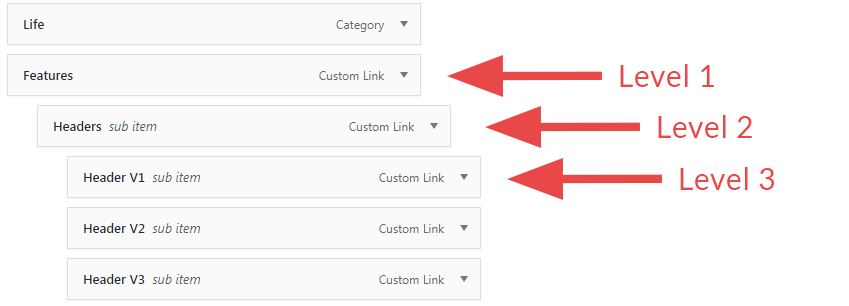 Life Category
Features Custom Link Level 1
Headers sub item Custom Link Level 2
Header V1 sub item Custom Link Level 3
Header V2 sub item Custom Link
Header V3 sub item Custom Link